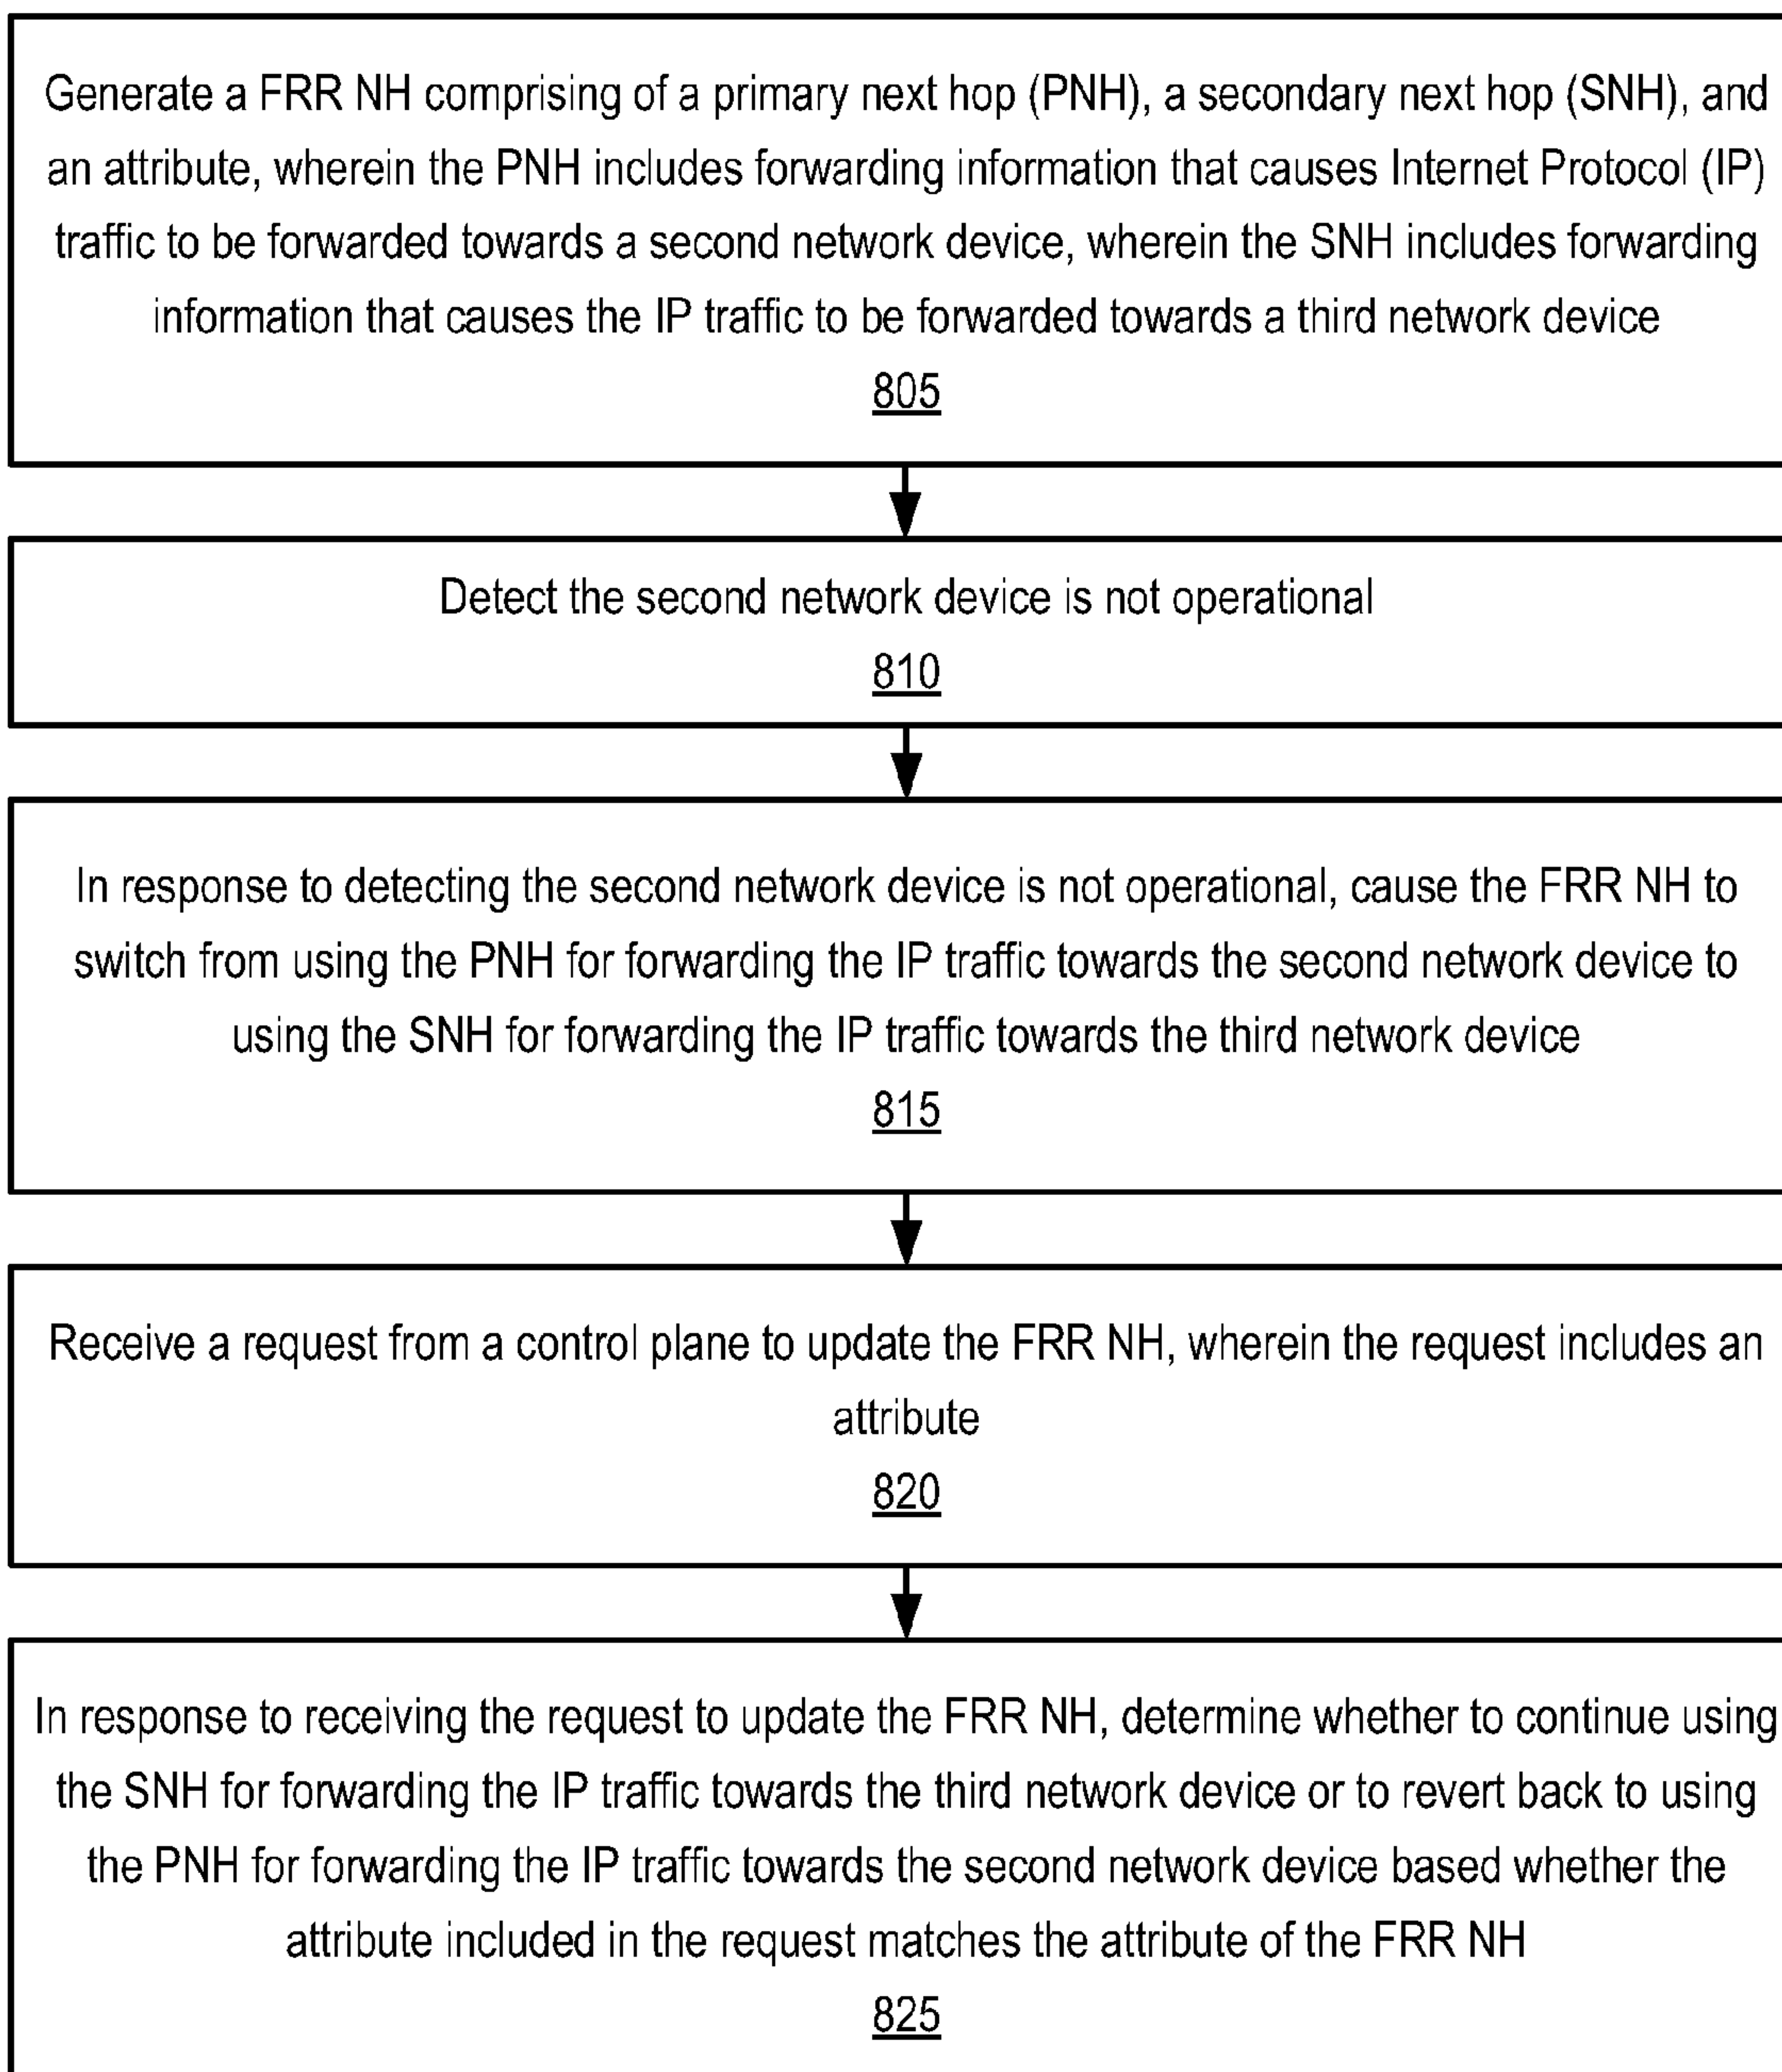 Generate a FRR NH comprising of a primary next hop (PNH), a secondary next hop (SNH), and
an attribute, wherein the PNH includes forwarding information that causes Internet Protocol (IP)
traffic to be forwarded towards a second network device, wherein the SNH includes forwarding
information that causes the IP traffic to be forwarded towards a third network device
805
Detect the second network device is not operational
810
In response to detecting the second network device is not operational, cause the FRR NH to
switch from using the PNH for forwarding the IP traffic towards the second network device to
using the SNH for forwarding the IP traffic towards the third network device
815
Receive a request from a control plane to update the FRR NH, wherein the request includes an
attribute
820
In response to receiving the request to update the FRR NH, determine whether to continue using
the SNH for forwarding the IP traffic towards the third network device or to revert back to using
the PNH for forwarding the IP traffic towards the second network device based whether the
attribute included in the request matches the attribute of the FRR NH
825